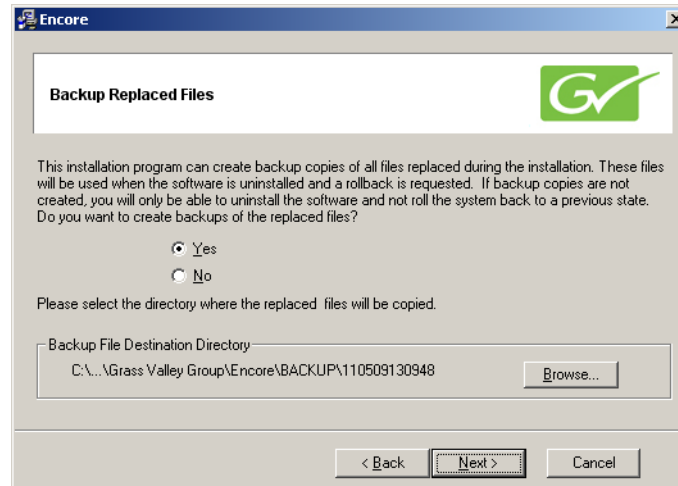 Encore
Backup Replaced Files
This installation program can create backup copies of all files replaced during the installation. These files
will be used when the software is uninstalled and a rollback is requested. If backup copies are not
created, you will only be able to uninstall the software and not roll the system back to a previous state.
Do you want to create backups of the replaced files?
Yes
No
Please select the directory where the replaced files will be copied.
Backup File Destination Directory
C:\...\Grass Valley Group\Encore\BACKUP\110509130948
Browse...
< Back
Next >
Cancel